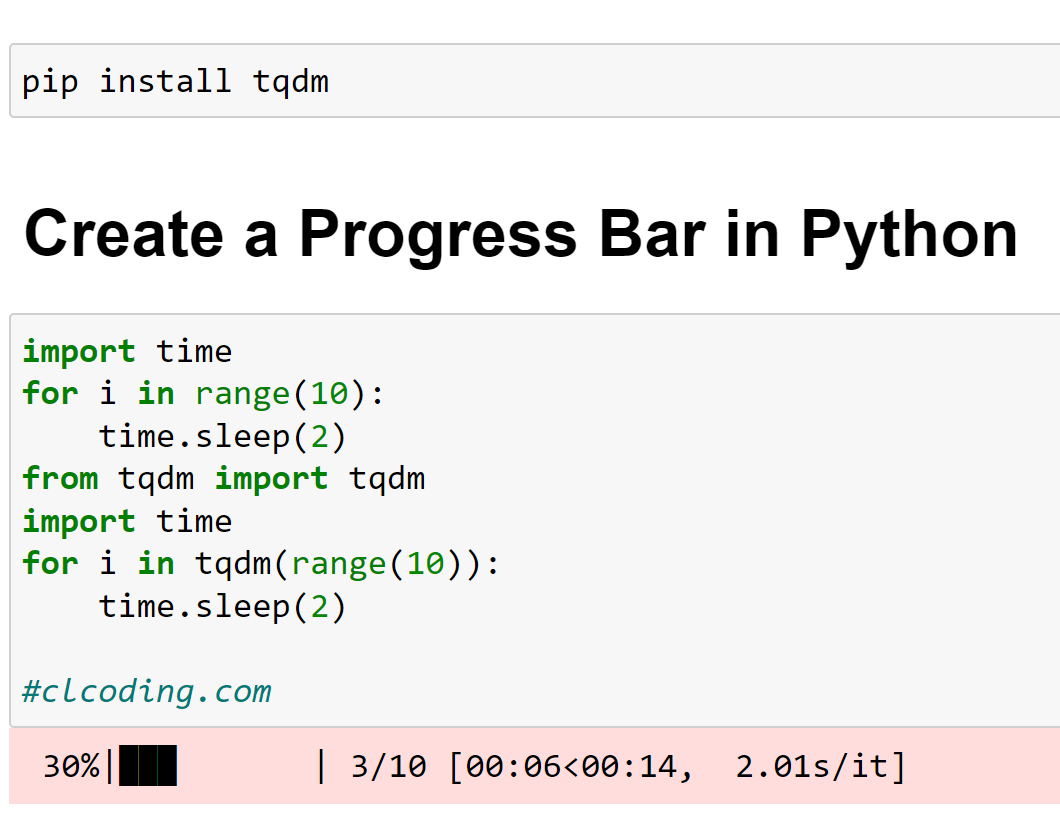 pip install tqdm
Create a Progress Bar in Python
import time
for i in range(10):
    time.sleep(2)
from tqdm import tqdm
import time
for i in tqdm(range(10)):
    time.sleep(2)
#clcoding.com
30%|███       | 3/10 [00:06<00:14,  2.01s/it]